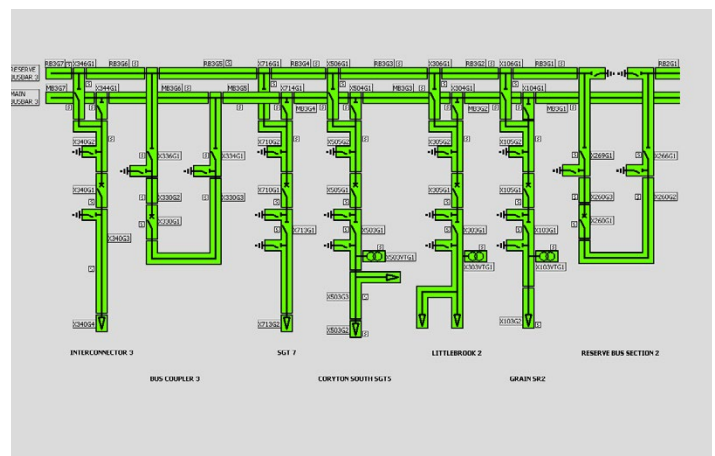 RB3G7 X346G1 RB3G6 S RB3G5 S X716G1 RB3G4 S X506G1 RB3G3 S X306G1 RB3G2 S X106G1 RB3G1 S RB2G1
RESERVE
BUSBAR 3
MAIN
BUSBAR 3
MB3G7 X344G1 MB3G6 S MB3G5 X714G1 MB3G4 X504G1 MB3G3 S X304G1 MB3G2 X104G1 MB3G1 S
X340G2 X336G1 X334G1 X710G2 X505G2 X305G2 X105G2 X269G1 X266G1
X340G1 X330G2 X330G3 X710G1 X505G1 X305G1 X105G1 X260G3 X260G2
X330G1 X713G1 X503G1 X303G1 X103G1 X260G1
X340G3
X503VTG1 X303VTG1 X103VTG1
X503G3 S
X340G4 X713G2 X503G2 X103G2 S
INTERCONNECTOR 3 SGT 7 LITTLEBROOK 2 RESERVE BUS SECTION 2
BUS COUPLER 3 CORYTON SOUTH SGT5 GRAIN SR2